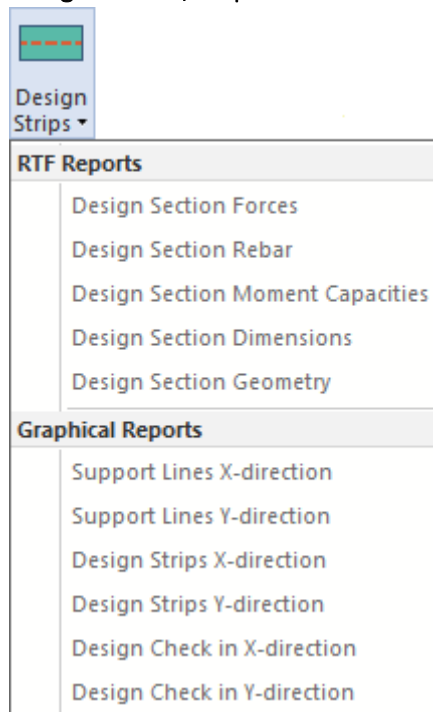 Design
Strips
RTF Reports
Design Section Forces
Design Section Rebar
Design Section Moment Capacities
Design Section Dimensions
Design Section Geometry
Graphical Reports
Support Lines X-direction
Support Lines Y-direction
Design Strips X-direction
Design Strips Y-direction
Design Check in X-direction
Design Check in Y-direction